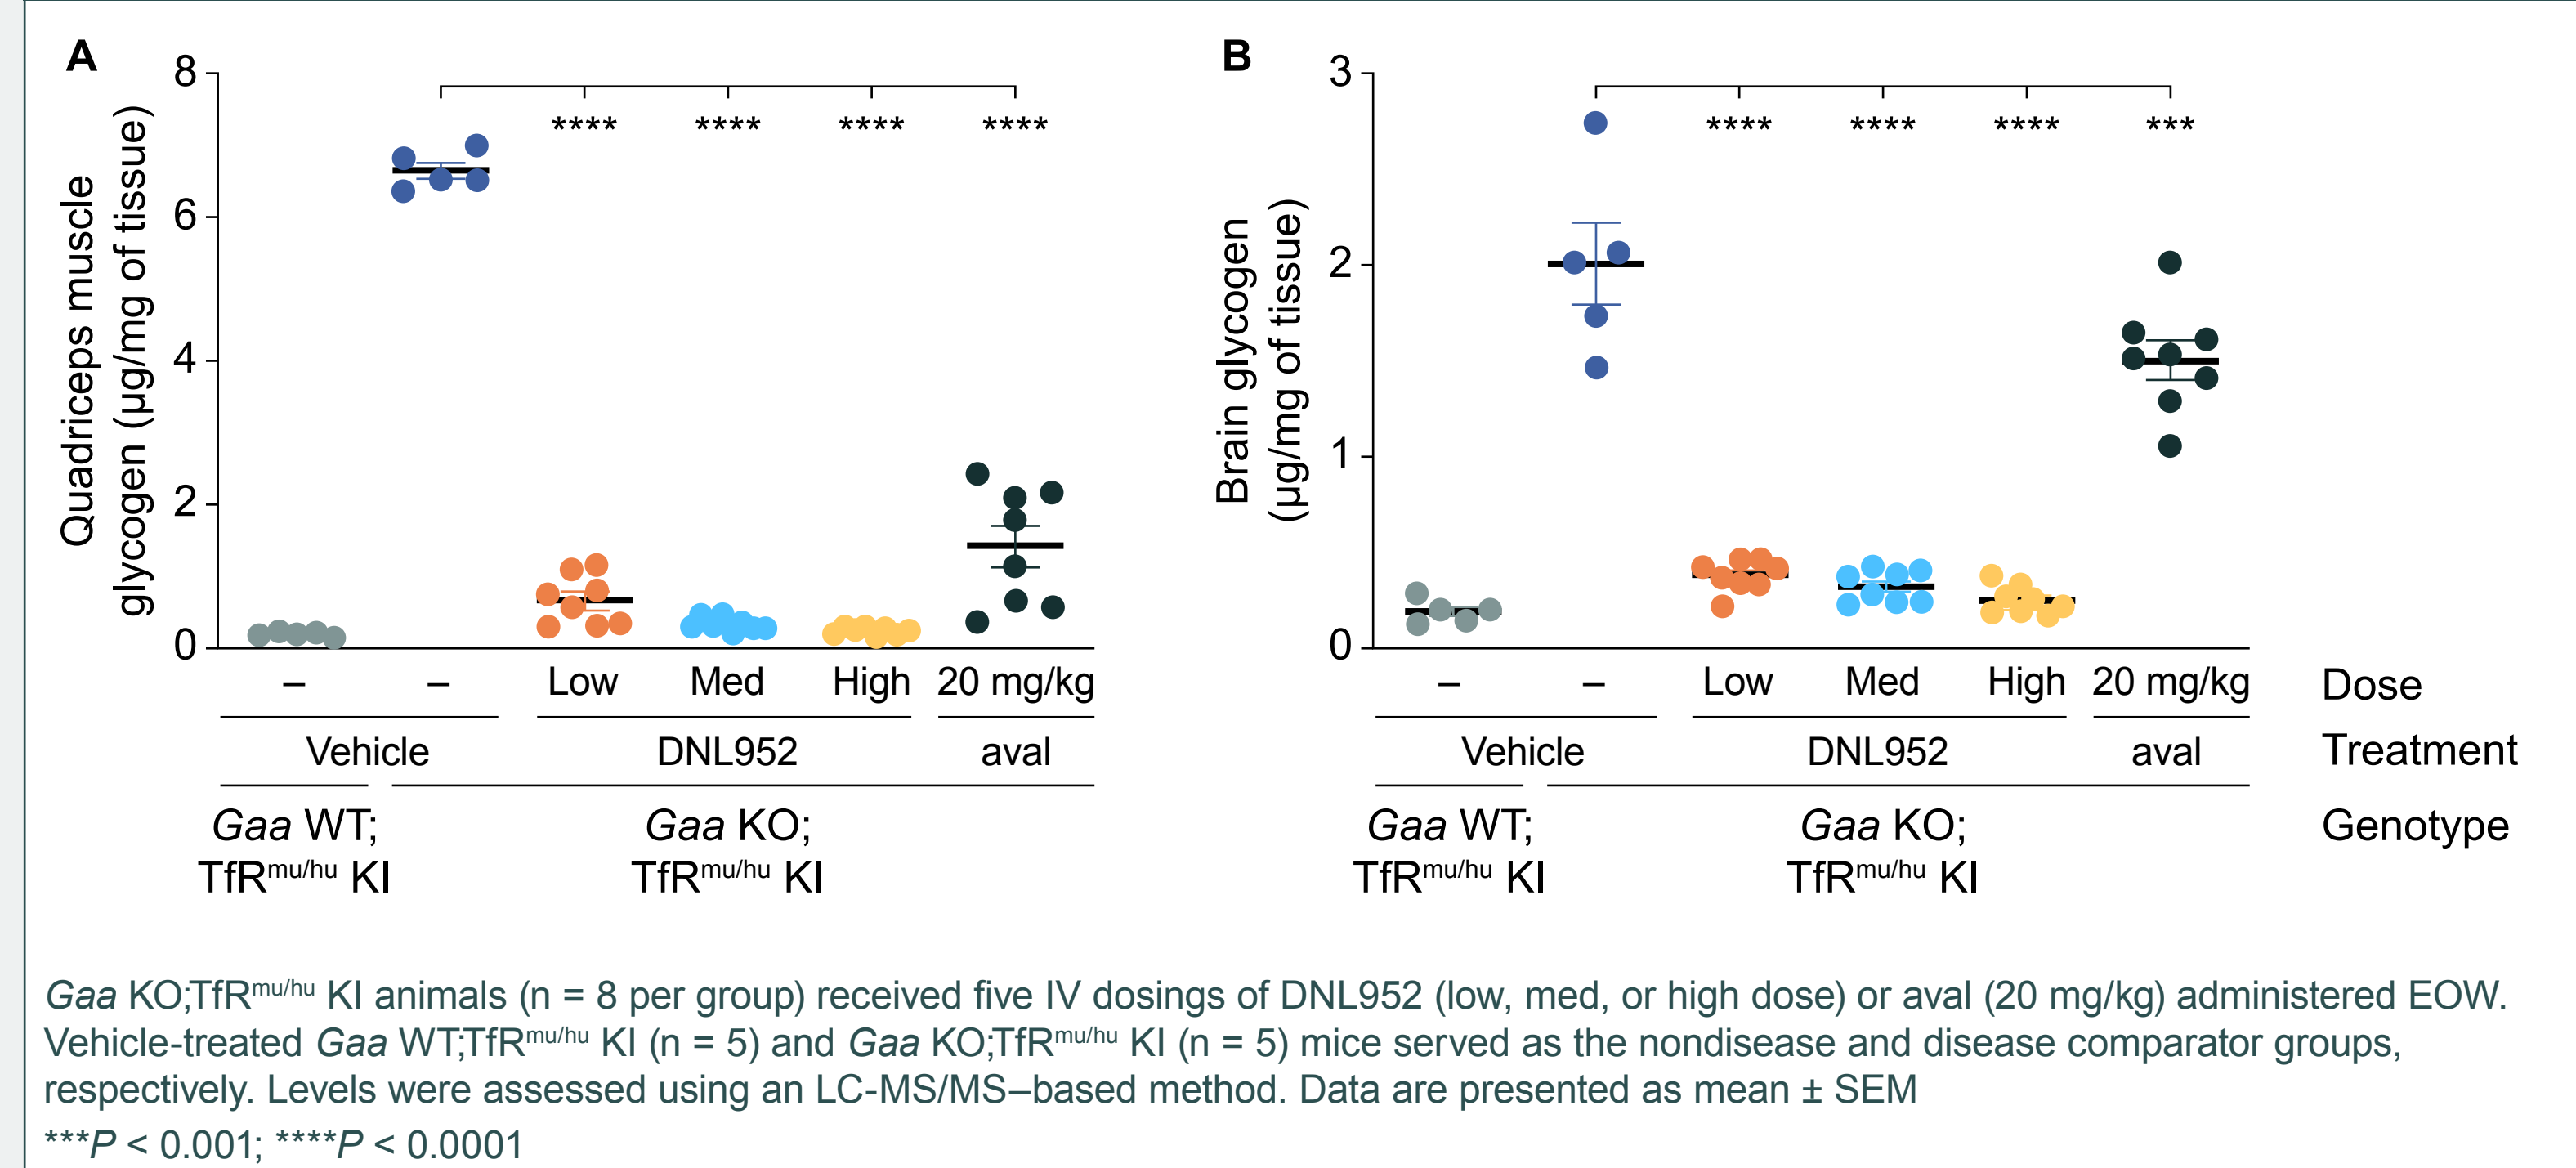 A
8
6
4
2
0
Quadriceps muscle
glycogen (µg/mg of tissue)
**** **** **** ****
– – Low Med High 20 mg/kg
Vehicle DNL952 aval
Gaa WT; Gaa KO;
TfRmu/hu KI TfRmu/hu KI
B
3
2
1
0
Brain glycogen
(µg/mg of tissue)
**** **** **** ***
– – Low Med High 20 mg/kg Dose
Vehicle DNL952 aval Treatment
Gaa WT; Gaa KO; Genotype
TfRmu/hu KI TfRmu/hu KI
Gaa KO;TfRmu/hu KI animals (n = 8 per group) received five IV dosings of DNL952 (low, med, or high dose) or aval (20 mg/kg) administered EOW.
Vehicle-treated Gaa WT;TfRmu/hu KI (n = 5) and Gaa KO;TfRmu/hu KI (n = 5) mice served as the nondisease and disease comparator groups,
respectively. Levels were assessed using an LC-MS/MS–based method. Data are presented as mean ± SEM
***P < 0.001; ****P < 0.0001